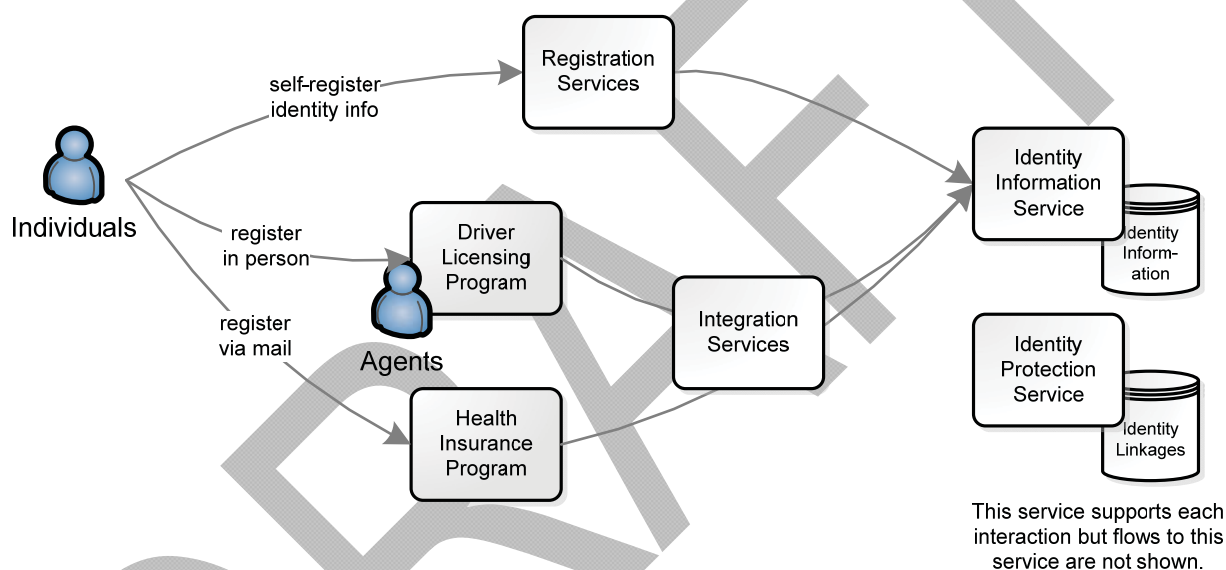 Registration
Services
self-register
identity info
Individuals
register
in person
Driver
Licensing
Program
Agents
register
via mail
Health
Insurance
Program
Integration
Services
Identity
Information
Service
Identity
Inform-
ation
Identity
Protection
Service
Identity
Linkages
This service supports each
interaction but flows to this
service are not shown.
DRAFT